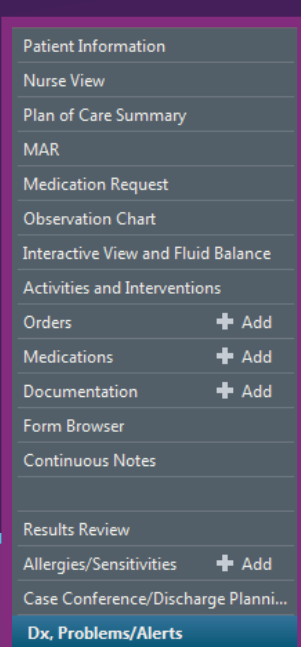 Patient Information
Nurse View
Plan of Care Summary
MAR
Medication Request
Observation Chart
Interactive View and Fluid Balance
Activities and Interventions
Orders + Add
Medications + Add
Documentation + Add
Form Browser
Continuous Notes
Results Review
Allergies/Sensitivities + Add
Case Conference/Discharge Planni...
Dx, Problems/Alerts